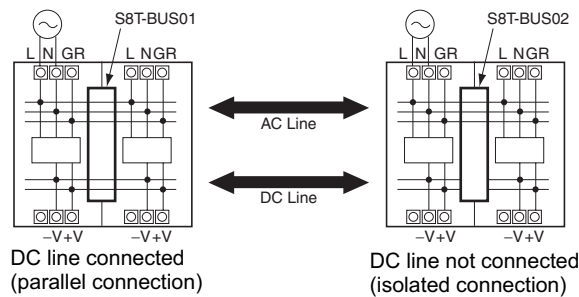 S8T-BUS01
L N GR L NGR
–V+V –V+V
DC line connected
(parallel connection)
AC Line
DC Line
S8T-BUS02
L N GR L NGR
–V+V –V+V
DC line not connected
(isolated connection)